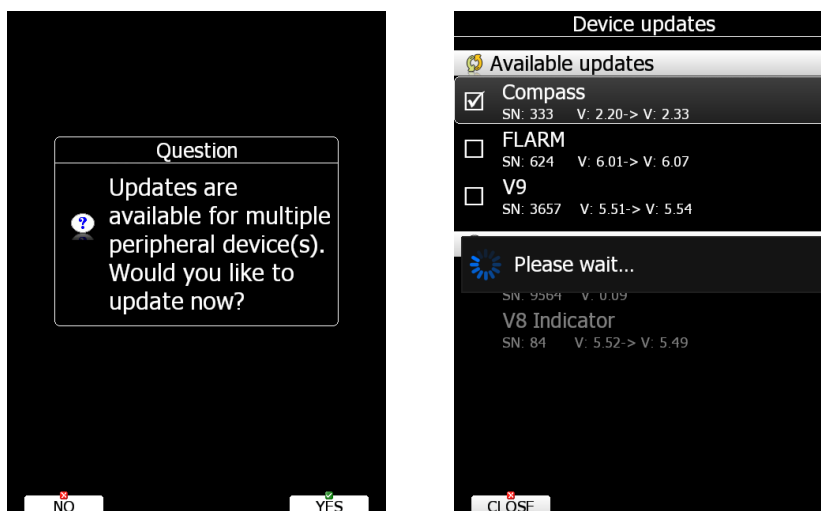 Question
Updates are
available for multiple
peripheral device(s).
Would you like to
update now?
NO
YES
Device updates
Available updates
Compass
SN: 333 V: 2.20-> V: 2.33
FLARM
SN: 624 V: 6.01-> V: 6.07
V9
SN: 3657 V: 5.51-> V: 5.54
Please wait...
SN: 9564 V: 0.09
V8 Indicator
SN: 84 V: 5.52-> V: 5.49
CLOSE